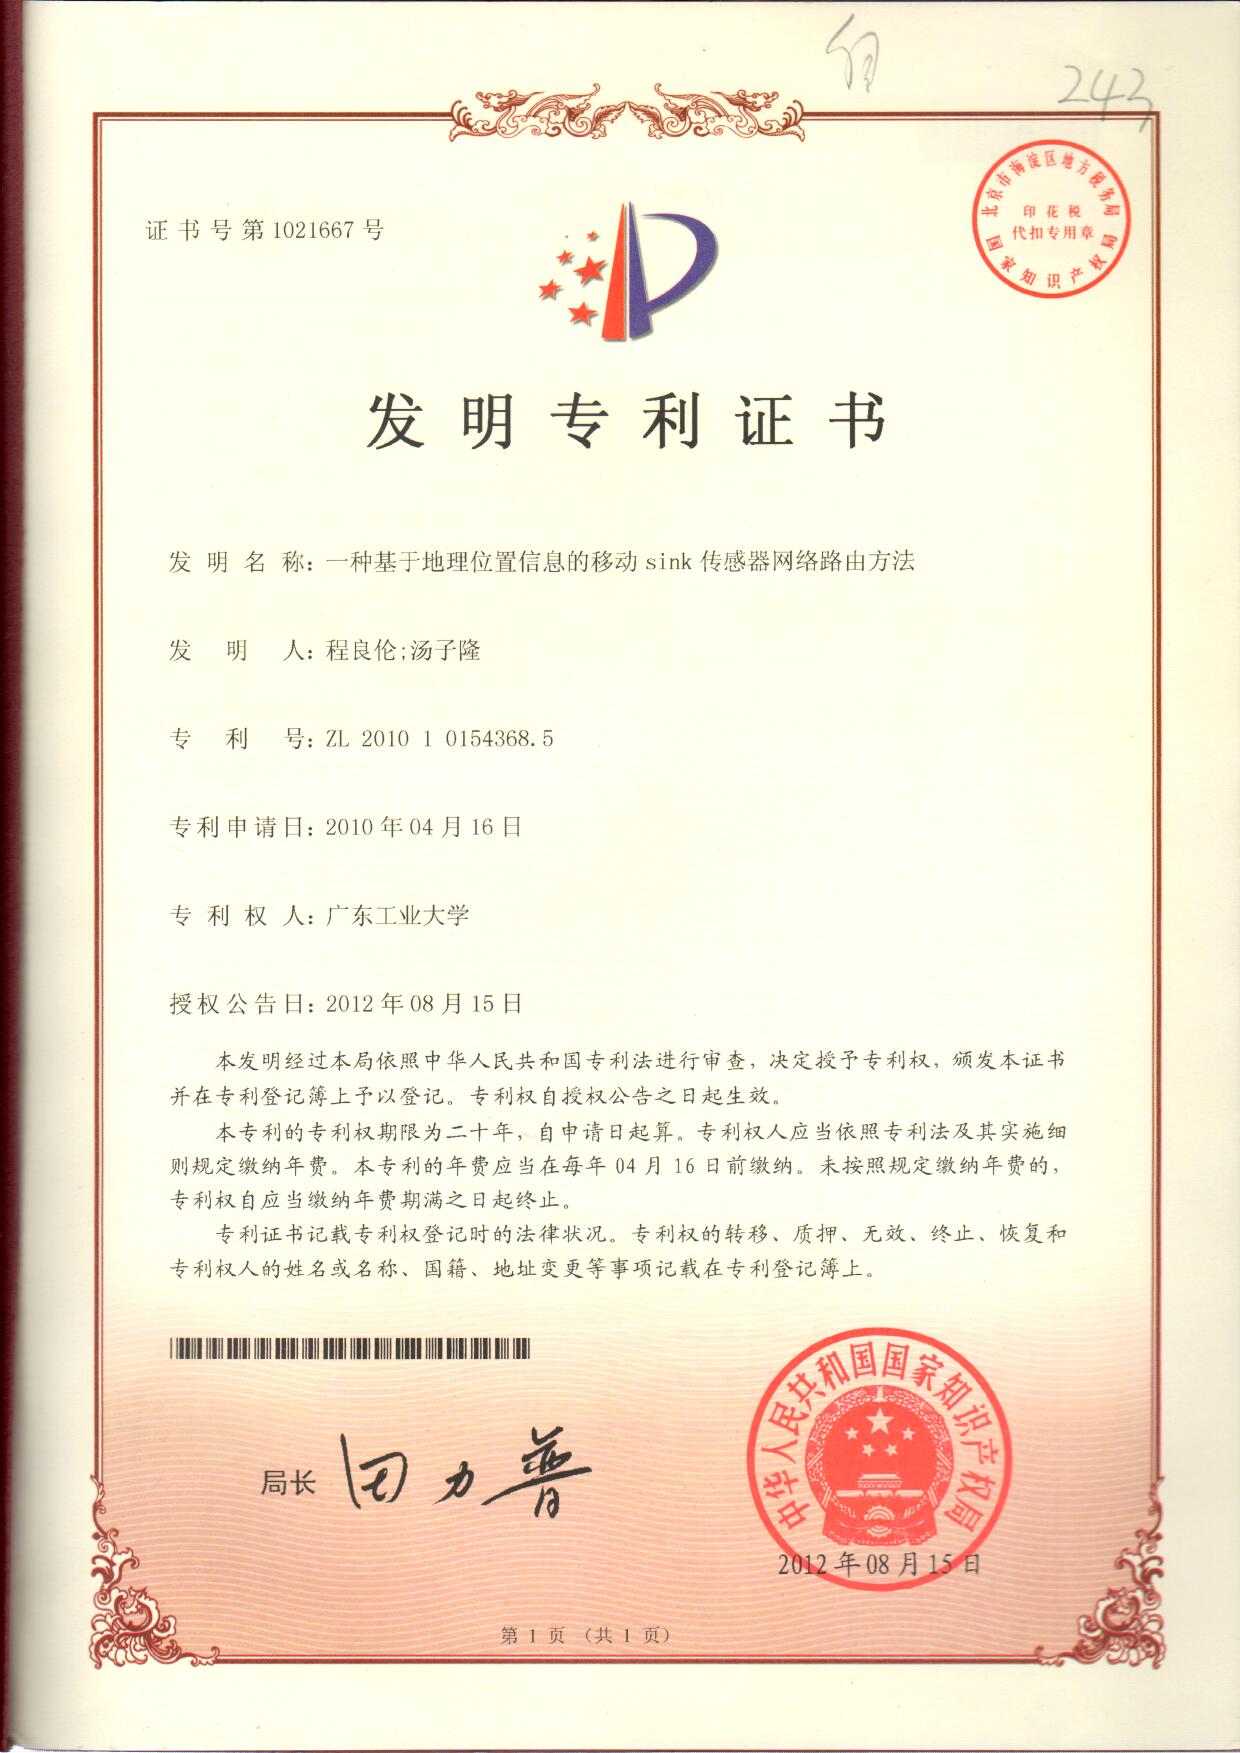 243
证书号第1021667号
北京市海淀区地方税务局
印花税
代扣专用章
国家知识产权局
发明专利证书
发明名称：一种基于地理位置信息的移动sink传感器网络路由方法
发明人：程良伦;汤子隆
专利号：ZL 2010 1 0154368.5
专利申请日：2010年04月16日
专利权人：广东工业大学
授权公告日：2012年08月15日
本发明经过本局依照中华人民共和国专利法进行审查，决定授予专利权，颁发本证书
并在专利登记簿上予以登记。专利权自授权公告之日起生效。
本专利的专利权期限为二十年，自申请日起算。专利权人应当依照专利法及其实施细
则规定缴纳年费。本专利的年费应当在每年04月16日前缴纳。未按照规定缴纳年费的，
专利权自应当缴纳年费期满之日起终止。
专利证书记载专利权登记时的法律状况。专利权的转移、质押、无效、终止、恢复和
专利权人的姓名或名称、国籍、地址变更等事项记载在专利登记簿上。
局长 田力普
中华人民共和国国家知识产权局
2012年08月15日
第1页（共1页）